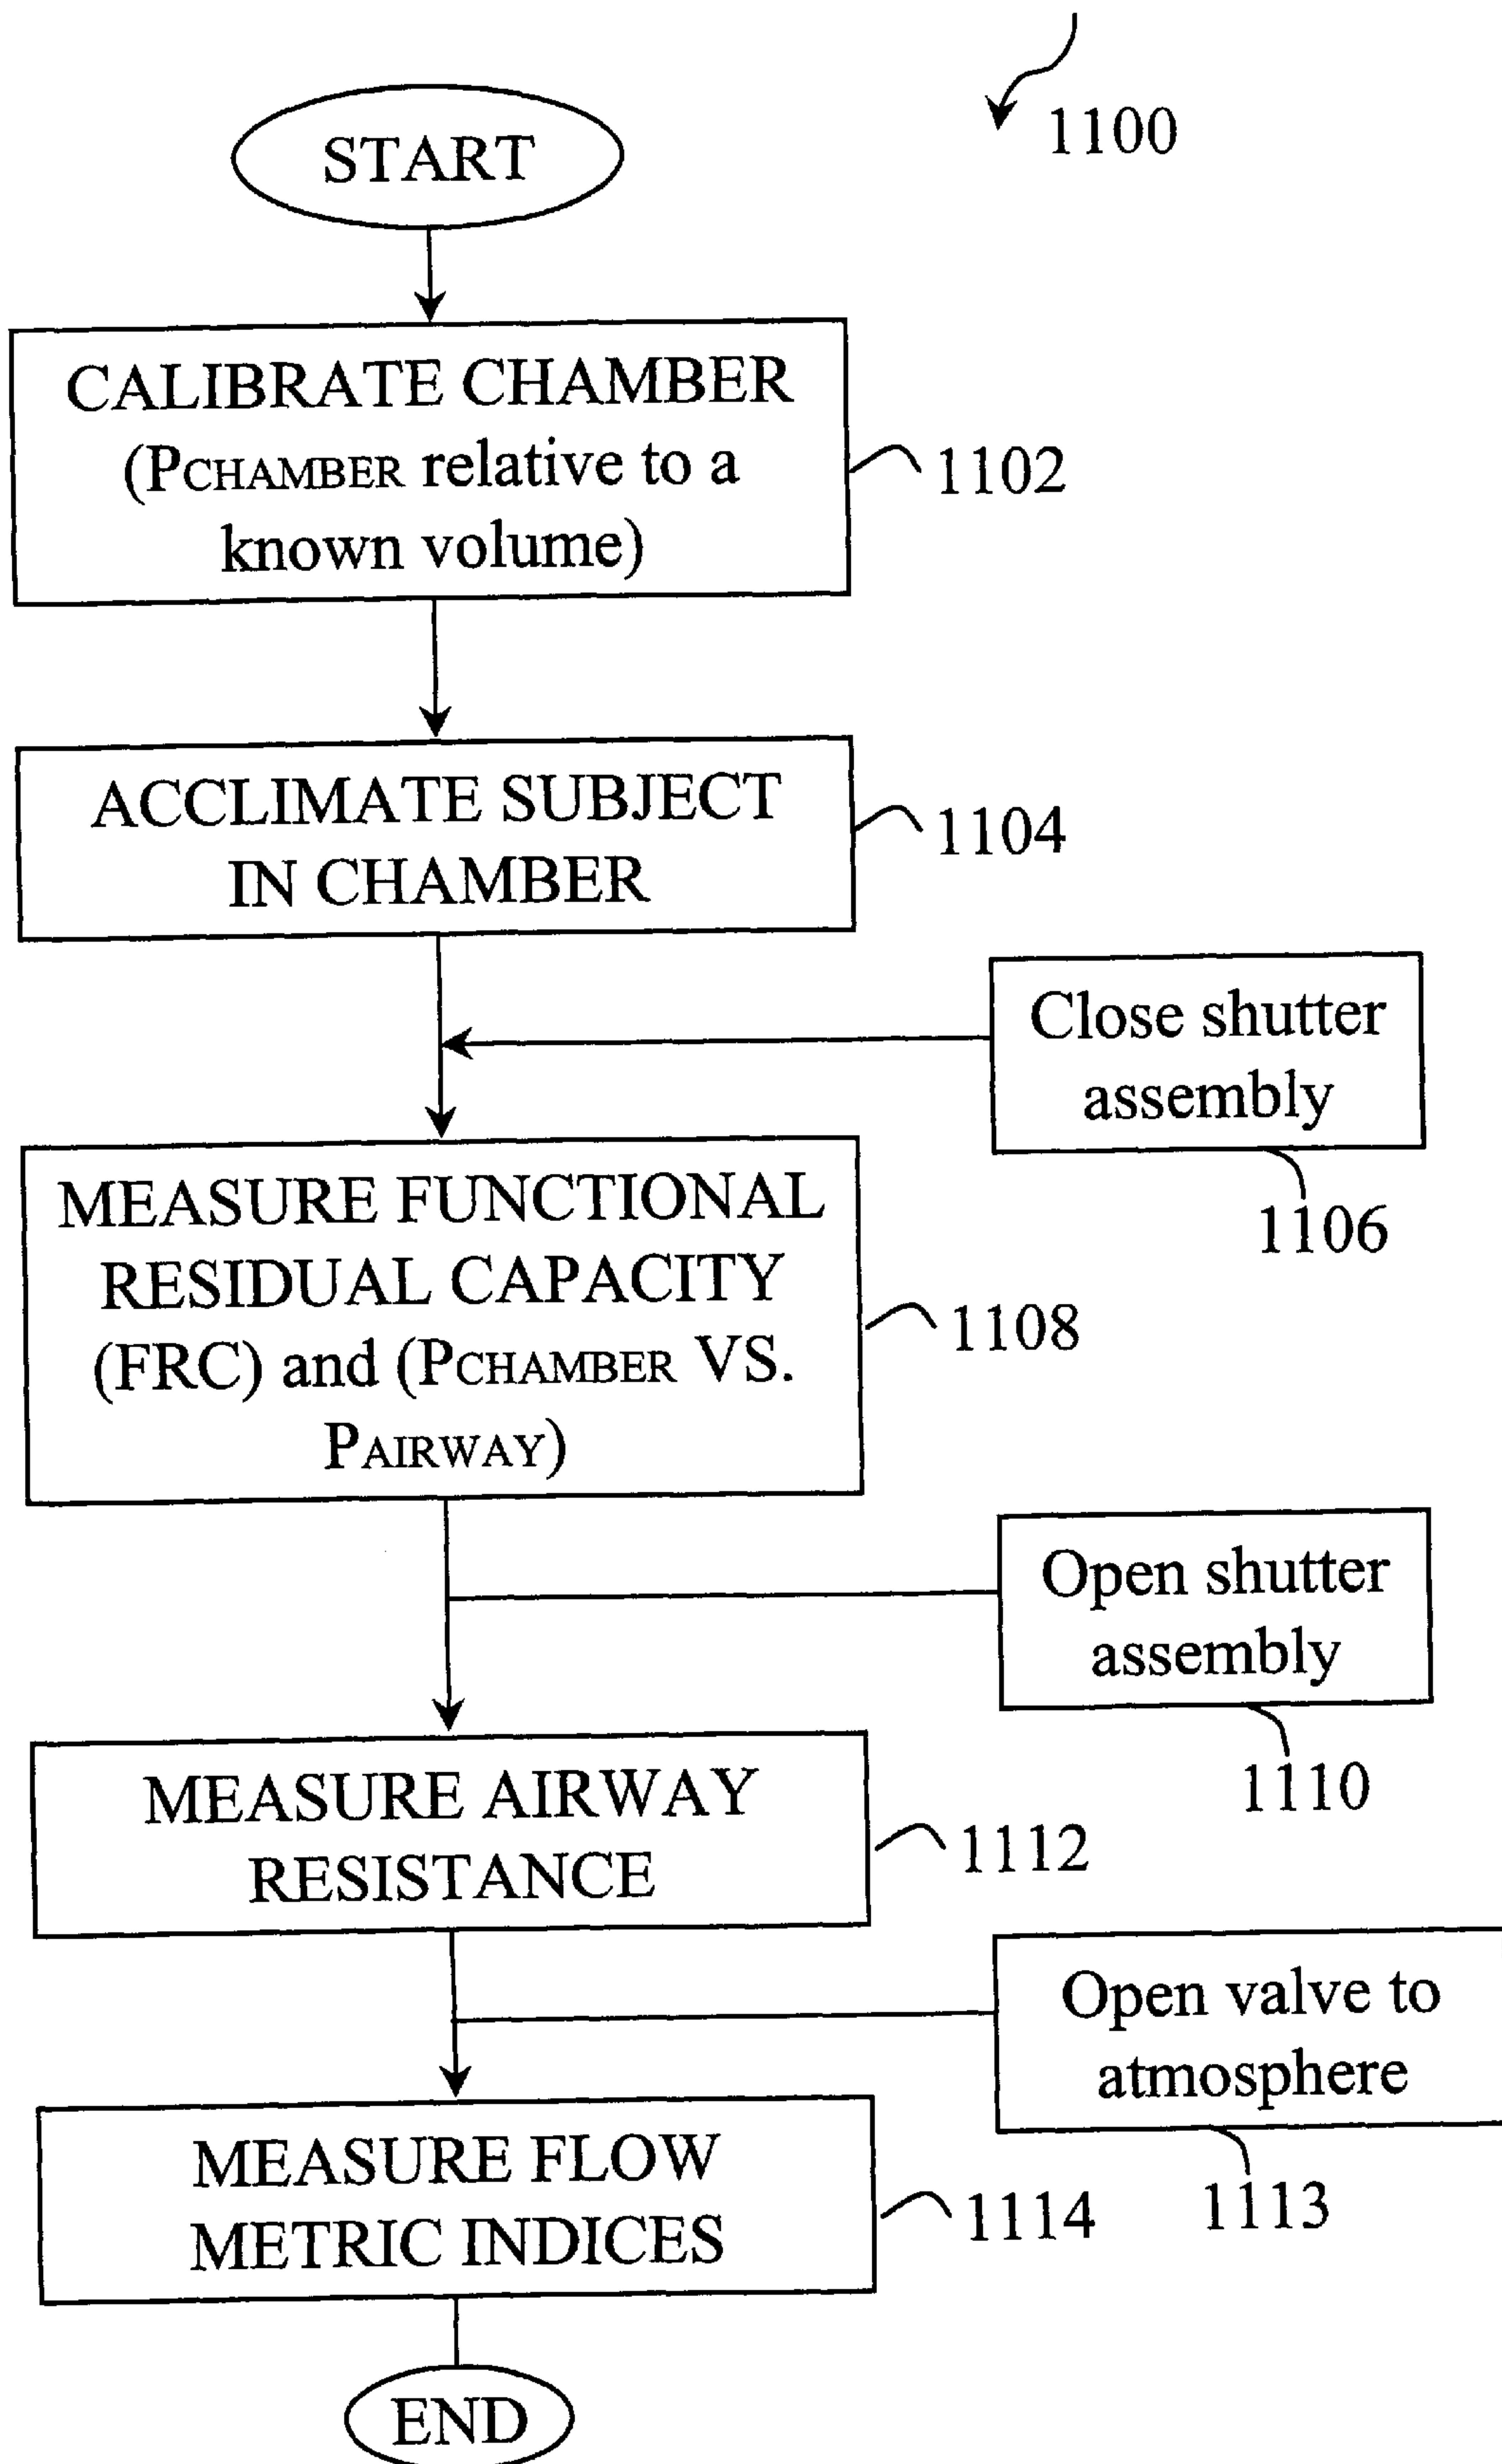 1100
START
CALIBRATE CHAMBER
(PCHAMBER relative to a
known volume)
1102
ACCLIMATE SUBJECT
IN CHAMBER
1104
Close shutter
assembly
1106
MEASURE FUNCTIONAL
RESIDUAL CAPACITY
(FRC) and (PCHAMBER VS.
PAIRWAY)
1108
Open shutter
assembly
1110
MEASURE AIRWAY
RESISTANCE
1112
Open valve to
atmosphere
1113
MEASURE FLOW
METRIC INDICES
1114
END